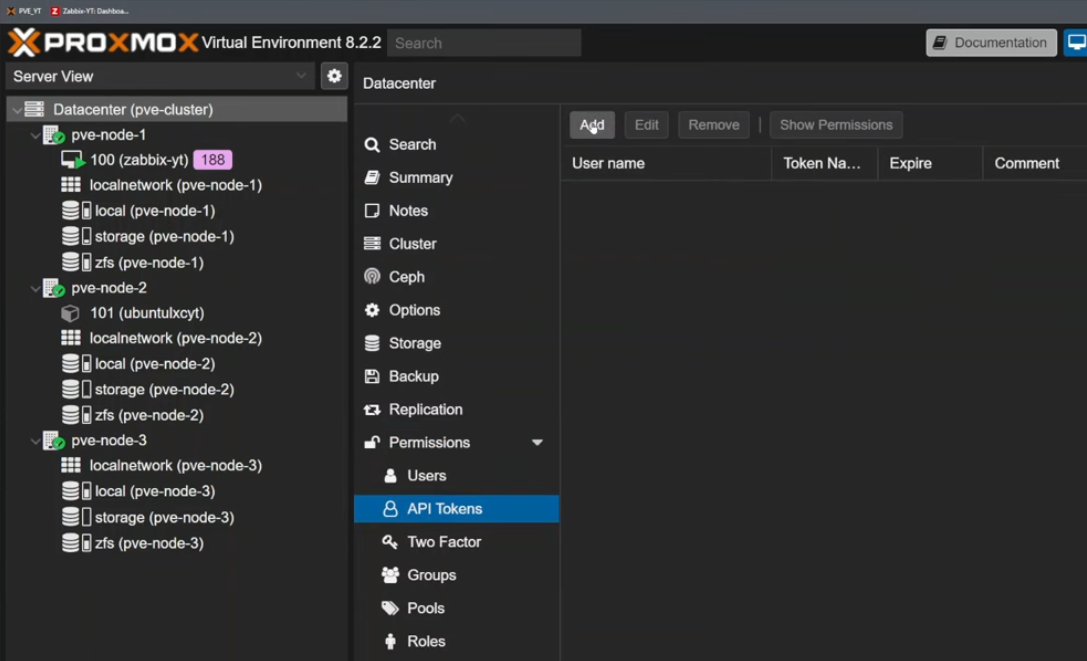 PVE_YT Zabbix-YT: Dashboa...
PROXMOX Virtual Environment 8.2.2 Search Documentation
Server View
Datacenter (pve-cluster)
pve-node-1
100 (zabbix-yt) 188
localnetwork (pve-node-1)
local (pve-node-1)
storage (pve-node-1)
zfs (pve-node-1)
pve-node-2
101 (ubuntulxcyt)
localnetwork (pve-node-2)
local (pve-node-2)
storage (pve-node-2)
zfs (pve-node-2)
pve-node-3
localnetwork (pve-node-3)
local (pve-node-3)
storage (pve-node-3)
zfs (pve-node-3)
Datacenter
Search
Summary
Notes
Cluster
Ceph
Options
Storage
Backup
Replication
Permissions
Users
API Tokens
Two Factor
Groups
Pools
Roles
Add Edit Remove | Show Permissions
User name Token Na... Expire Comment